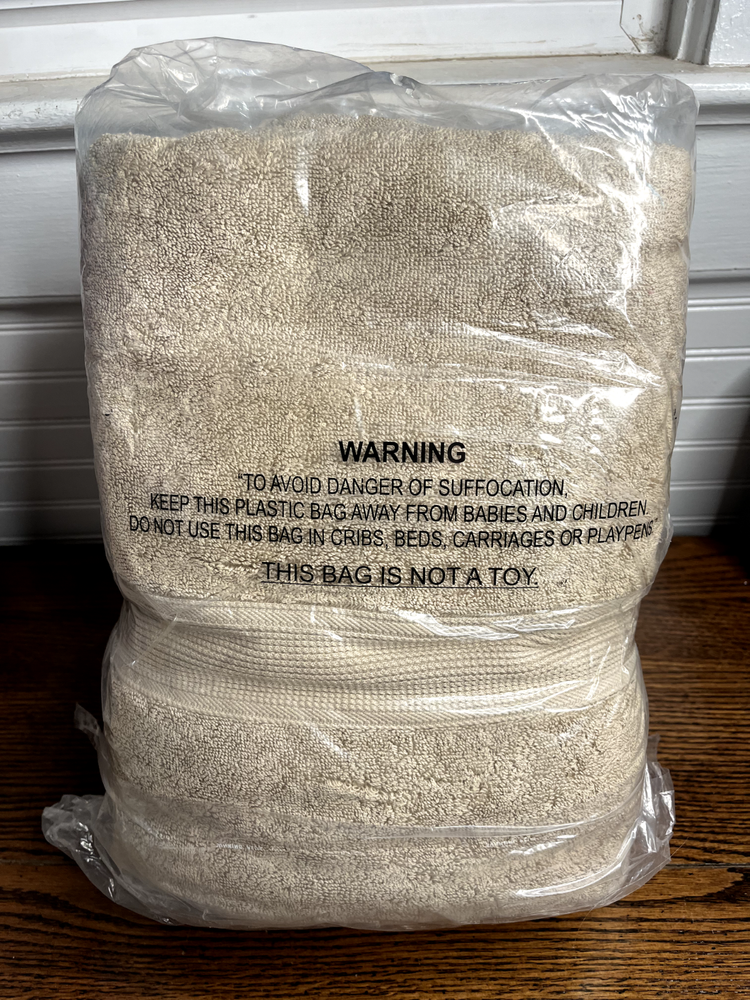 WARNING
"TO AVOID DANGER OF SUFFOCATION,
KEEP THIS PLASTIC BAG AWAY FROM BABIES AND CHILDREN.
DO NOT USE THIS BAG IN CRIBS, BEDS, CARRIAGES OR PLAYPENS"
THIS BAG IS NOT A TOY.